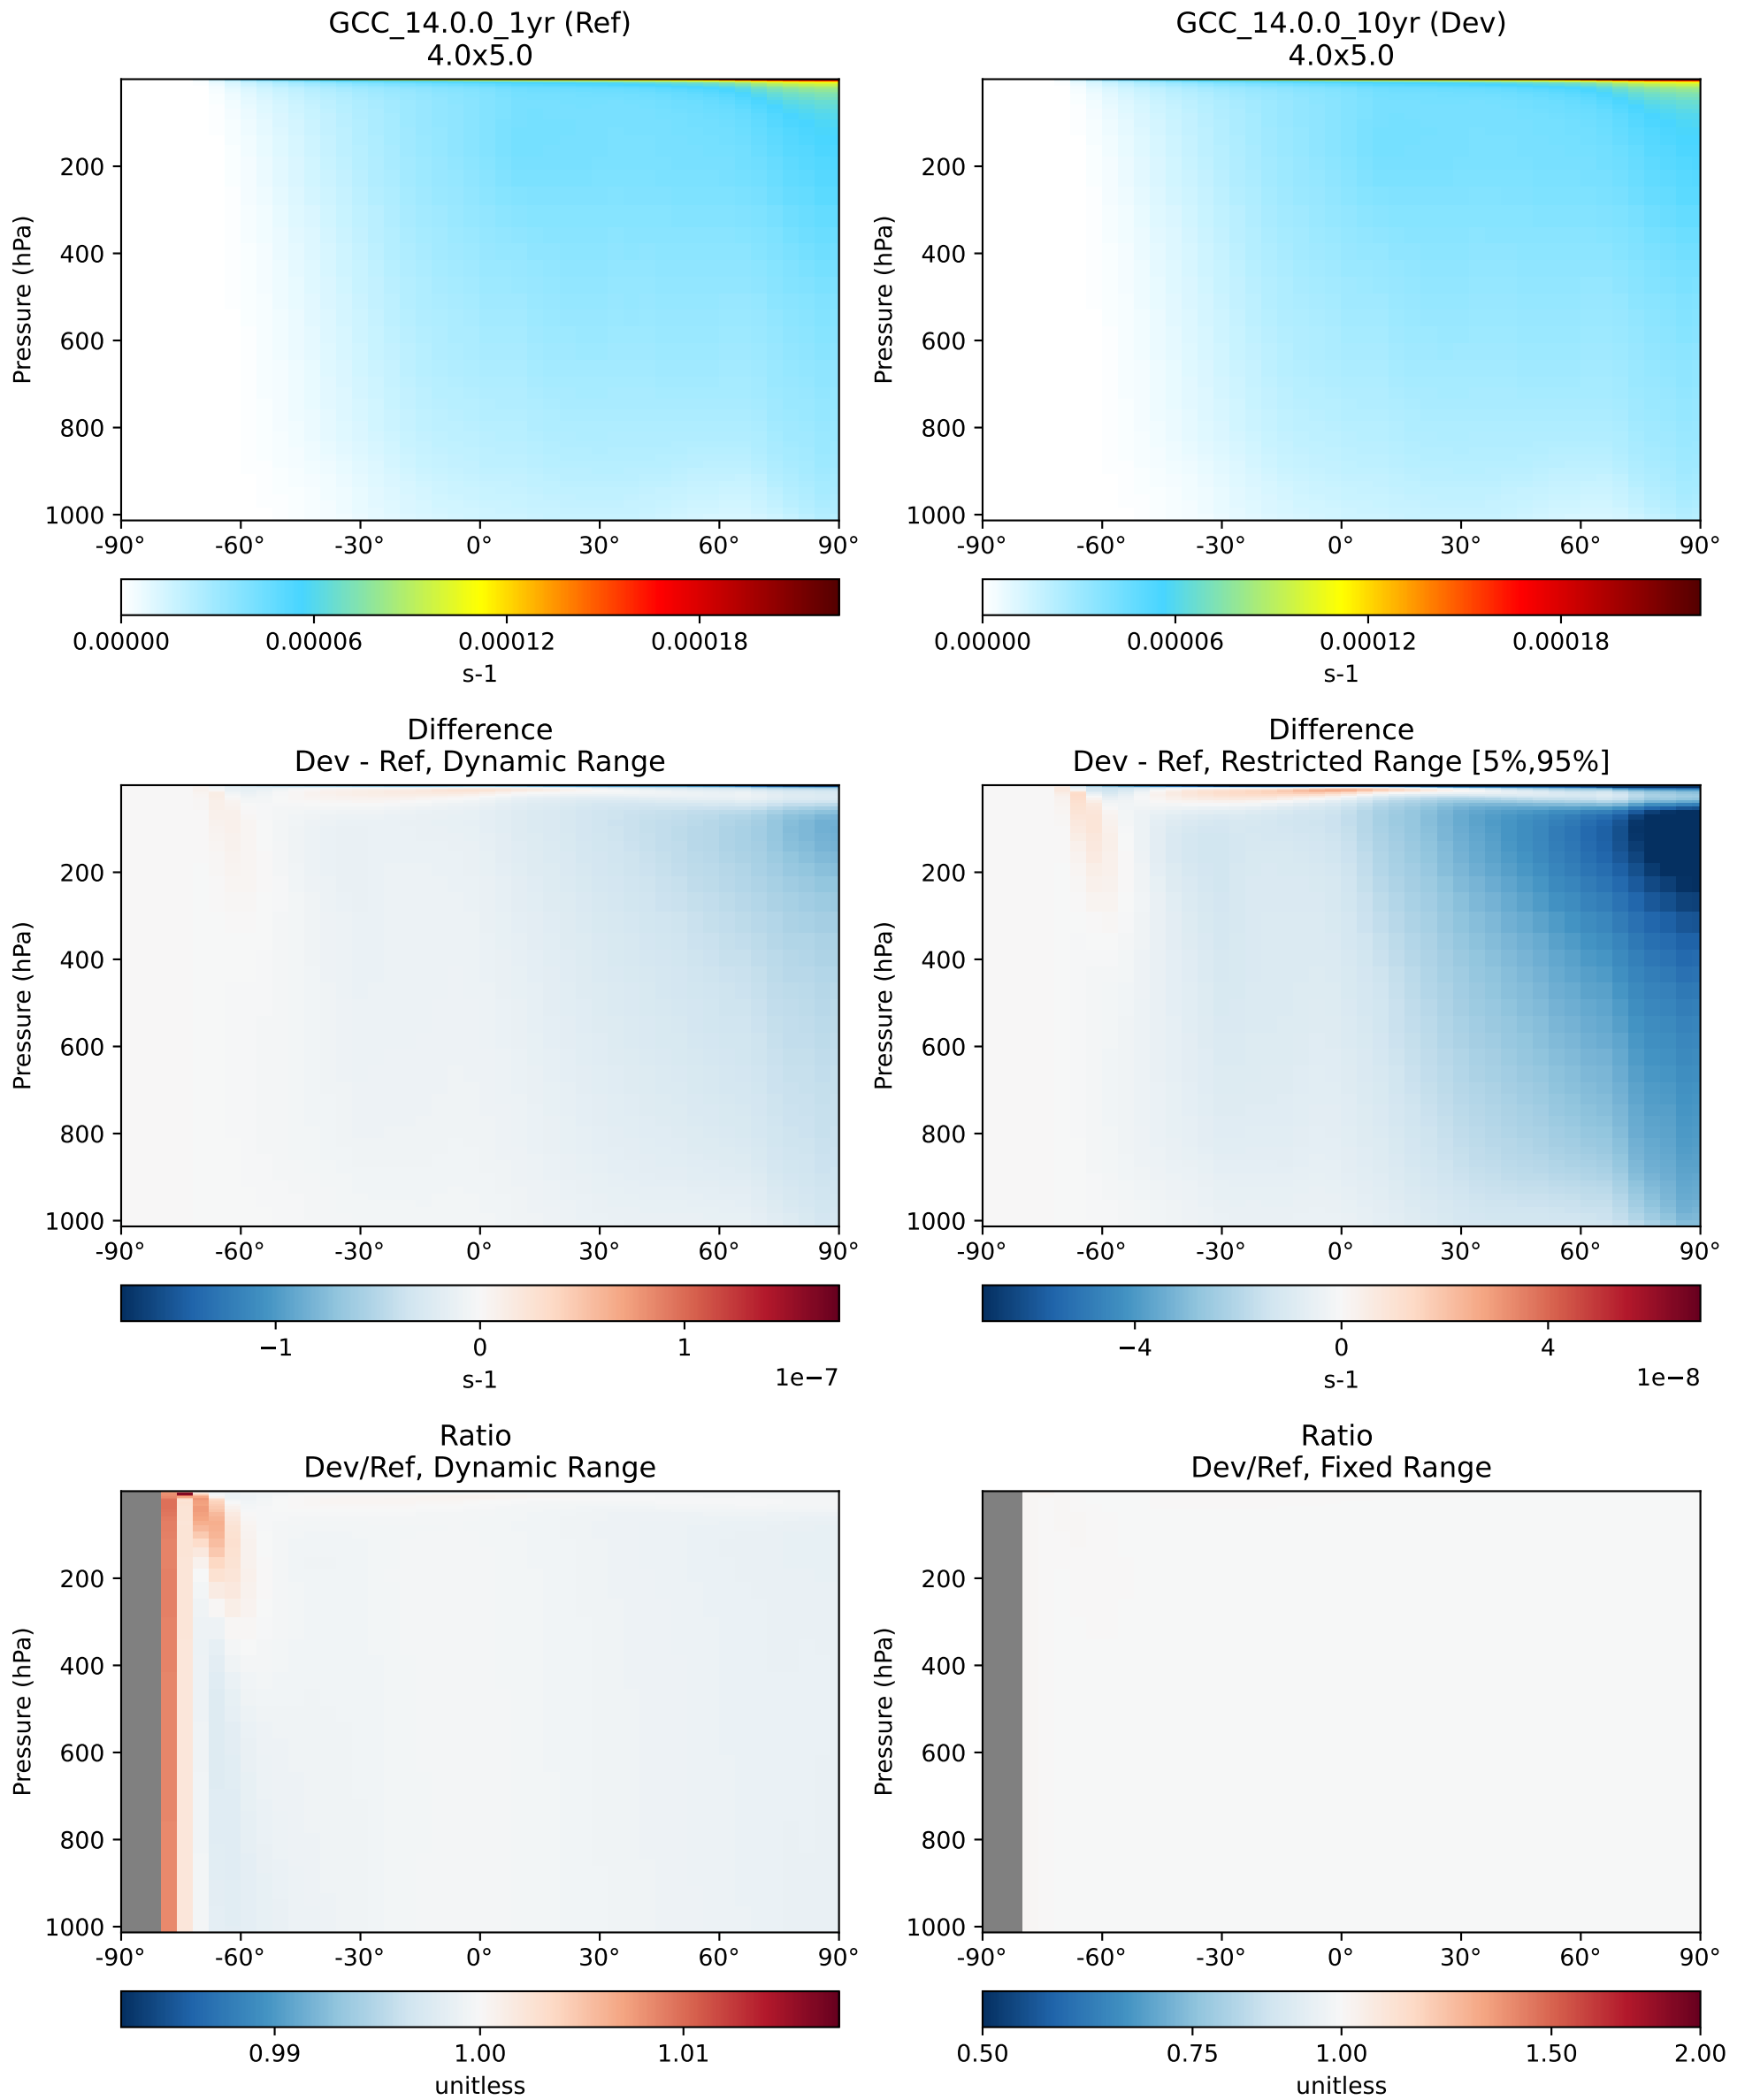 GCC_14.0.0_1yr (Ref)
4.0x5.0
Pressure (hPa)
200
400
600
800
1000
-90° -60° -30° 0° 30° 60° 90°
0.00000 0.00006 0.00012 0.00018
s-1
GCC_14.0.0_10yr (Dev)
4.0x5.0
Pressure (hPa)
200
400
600
800
1000
-90° -60° -30° 0° 30° 60° 90°
0.00000 0.00006 0.00012 0.00018
s-1
Difference
Dev - Ref, Dynamic Range
Pressure (hPa)
200
400
600
800
1000
-90° -60° -30° 0° 30° 60° 90°
−1 0 1
s-1 1e−7
Difference
Dev - Ref, Restricted Range [5%,95%]
Pressure (hPa)
200
400
600
800
1000
-90° -60° -30° 0° 30° 60° 90°
−4 0 4
s-1 1e−8
Ratio
Dev/Ref, Dynamic Range
Pressure (hPa)
200
400
600
800
1000
-90° -60° -30° 0° 30° 60° 90°
0.99 1.00 1.01
unitless
Ratio
Dev/Ref, Fixed Range
Pressure (hPa)
200
400
600
800
1000
-90° -60° -30° 0° 30° 60° 90°
0.50 0.75 1.00 1.50 2.00
unitless